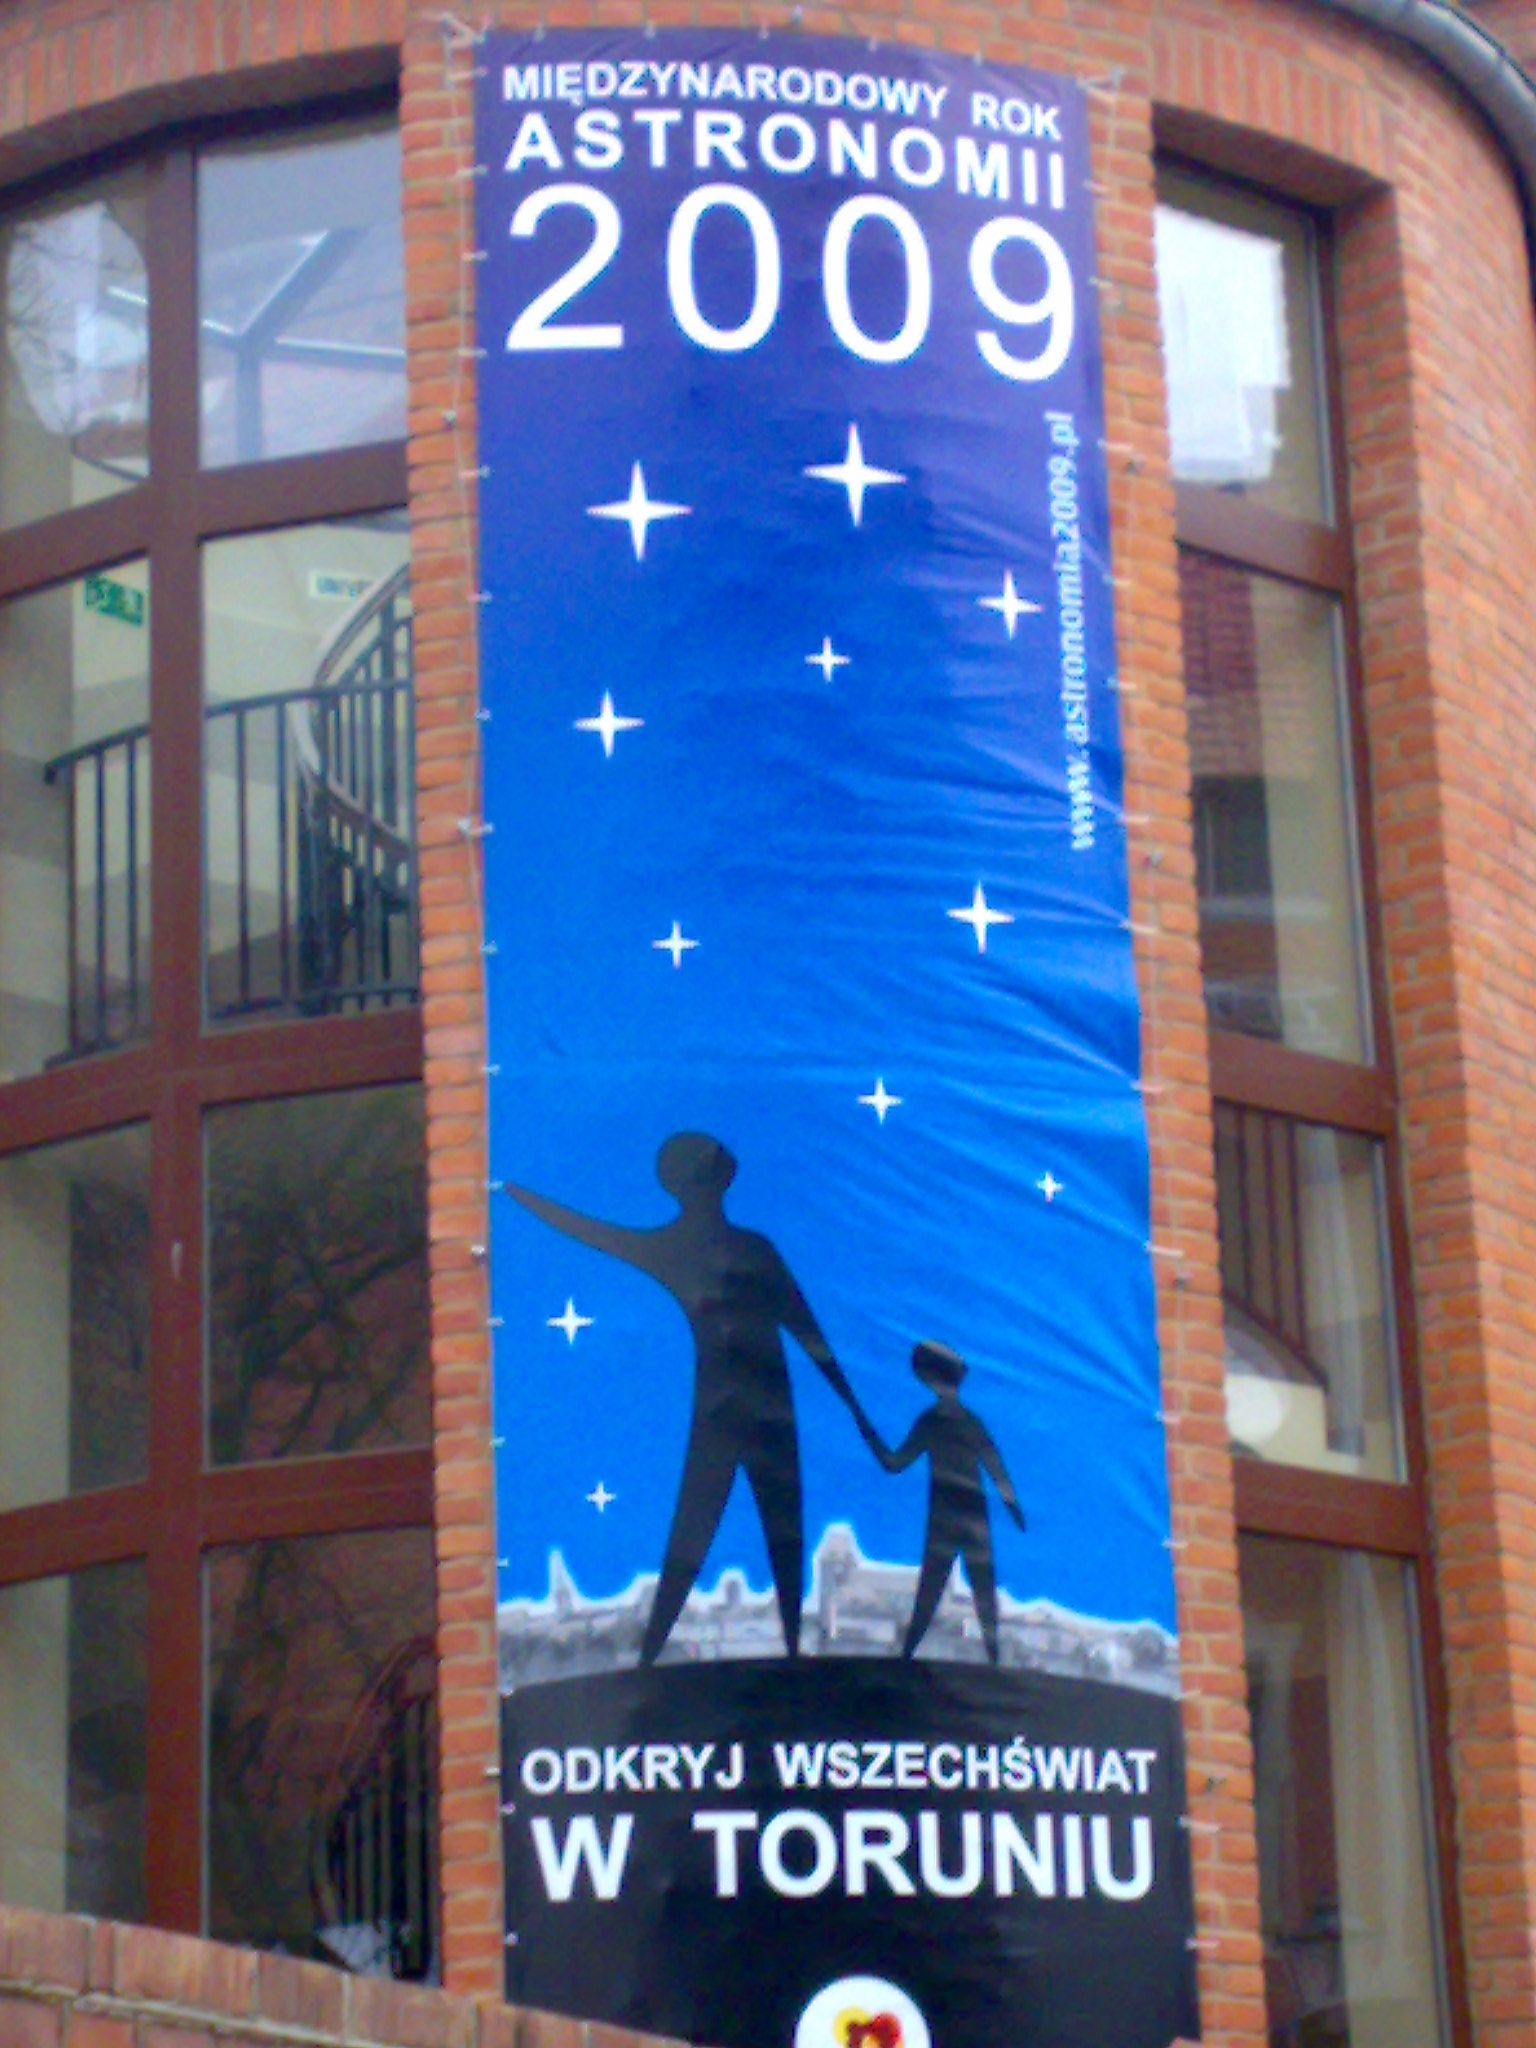 MIĘDZYNARODOWY ROK
ASTRONOMII
2009
www.astronomia2009.pl
ODKRYJ WSZECHŚWIAT
W TORUNIU